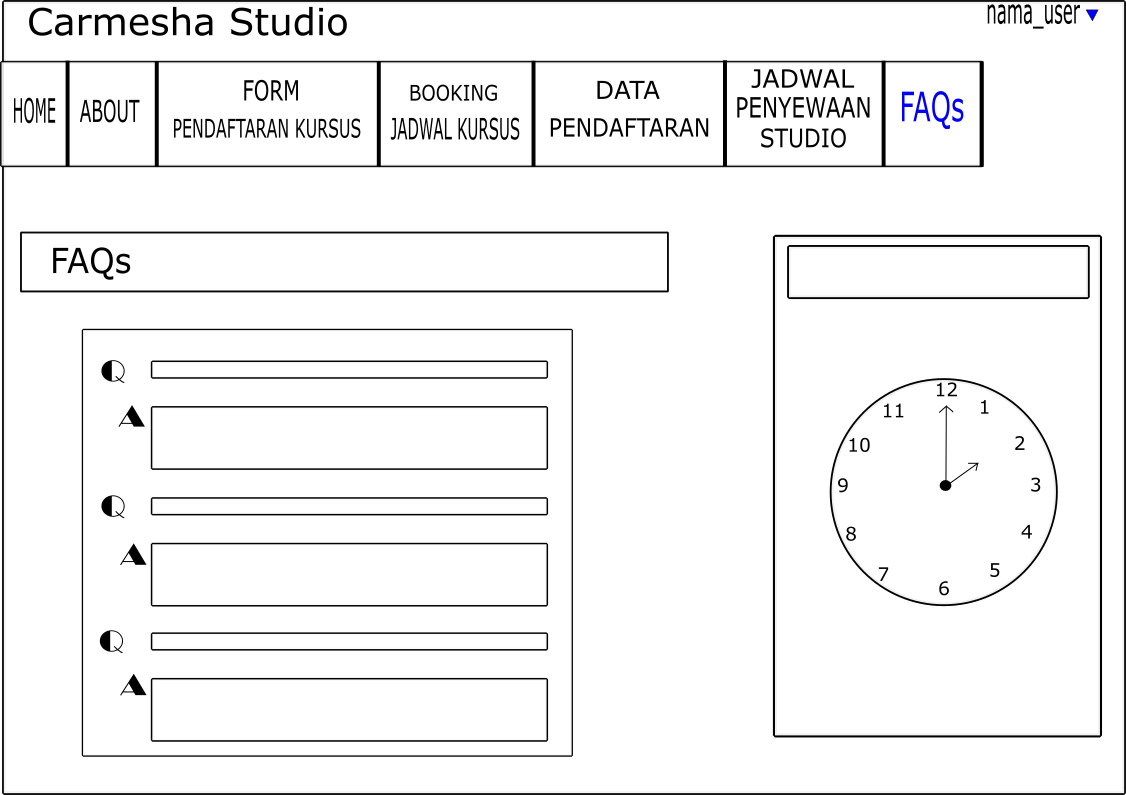 Carmesha Studio
nama_user
HOME
ABOUT
FORM
PENDAFTARAN KURSUS
BOOKING
JADWAL KURSUS
DATA
PENDAFTARAN
JADWAL
PENYEWAAN
STUDIO
FAQs
FAQs
Q
A
Q
A
Q
A
12
1
2
3
4
5
6
7
8
9
10
11